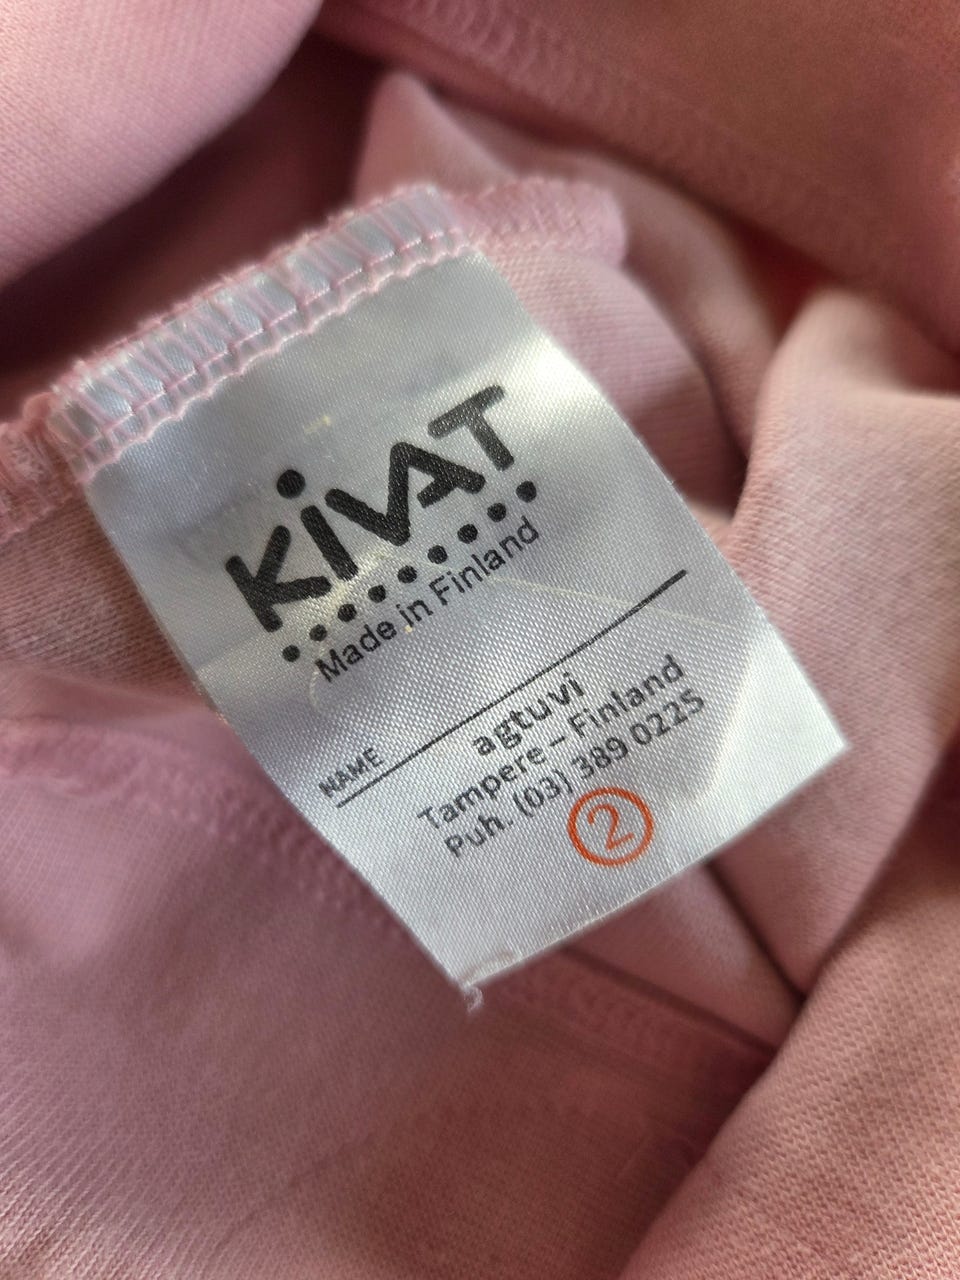 KiVAT
Made in Finland
NAME
agtuvi
Tampere – Finland
Puh. (03) 389 0225
2